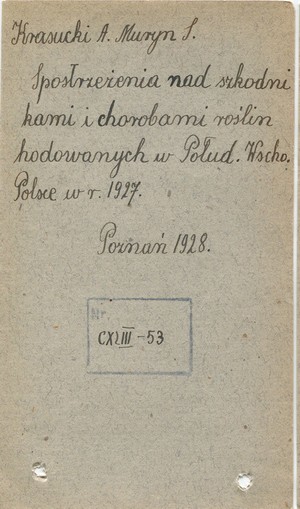 Krasucki A. Muryn S.
Spostrzeżenia nad szkodni
kami i chorobami roślin
hodowanych w Połud. Wscho.
Polsce w r. 1927.
Poznań 1928.
Nr.
CXLIII-53